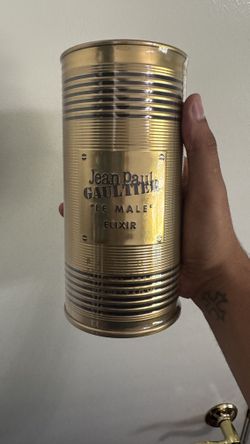 Jean Paul
GAULTIER
"LE MALE"
ELIXIR